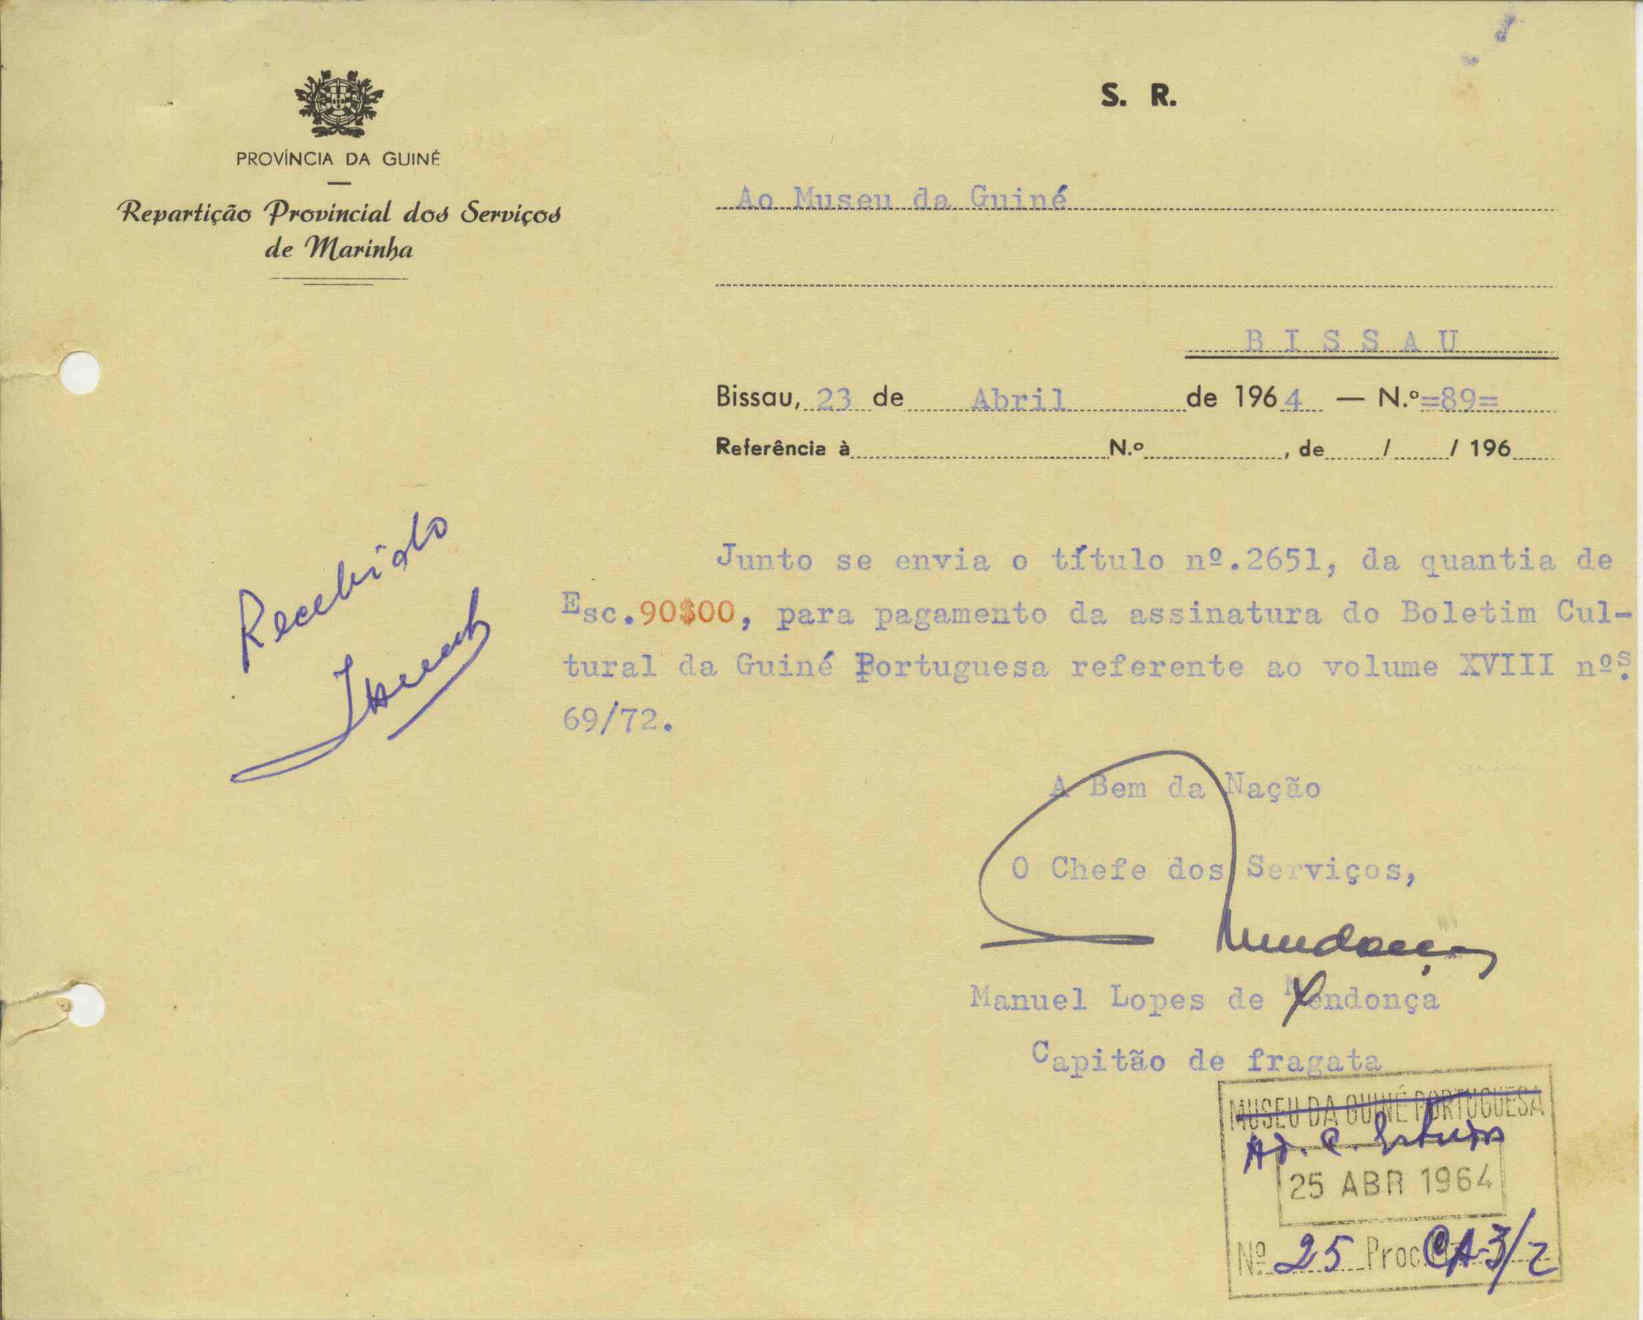 S. R.
PROVÍNCIA DA GUINÉ
Repartição Provincial dos Serviços
de Marinha
Ao Museu da Guiné
BISSAU
Bissau, 23 de Abril de 1964 — N.º =89=
Referência à N.º , de / / 196
Junto se envia o título nº.2651, da quantia de
Esc.90$00, para pagamento da assinatura do Boletim Cul-
tural da Guiné Portuguesa referente ao volume XVIII nºs.
69/72.
Recebido
A Bem da Nação
O Chefe dos Serviços,
Mendonça
Manuel Lopes de Mendonça
Capitão de fragata
MUSEU DA GUINÉ PORTUGUESA
25 ABR 1964
Nº 25 Proc CA-3/2